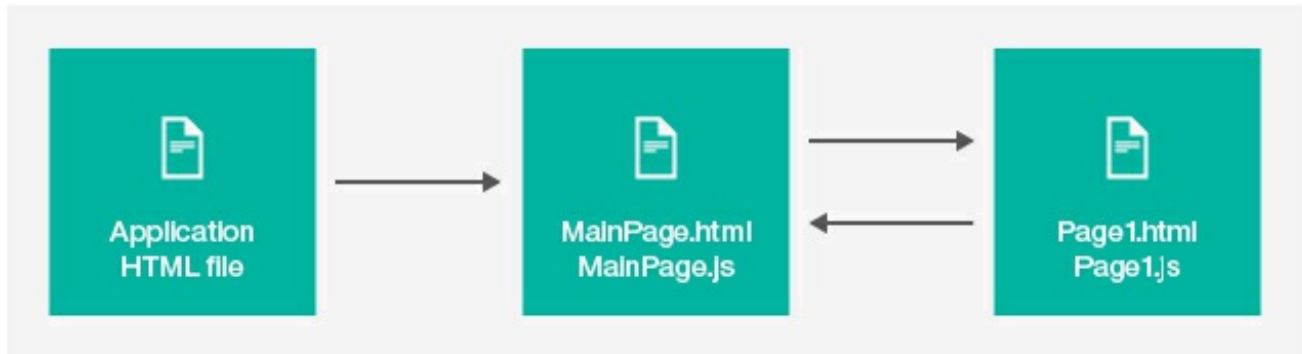 Application
HTML file
MainPage.html
MainPage.js
Page1.html
Page1.js